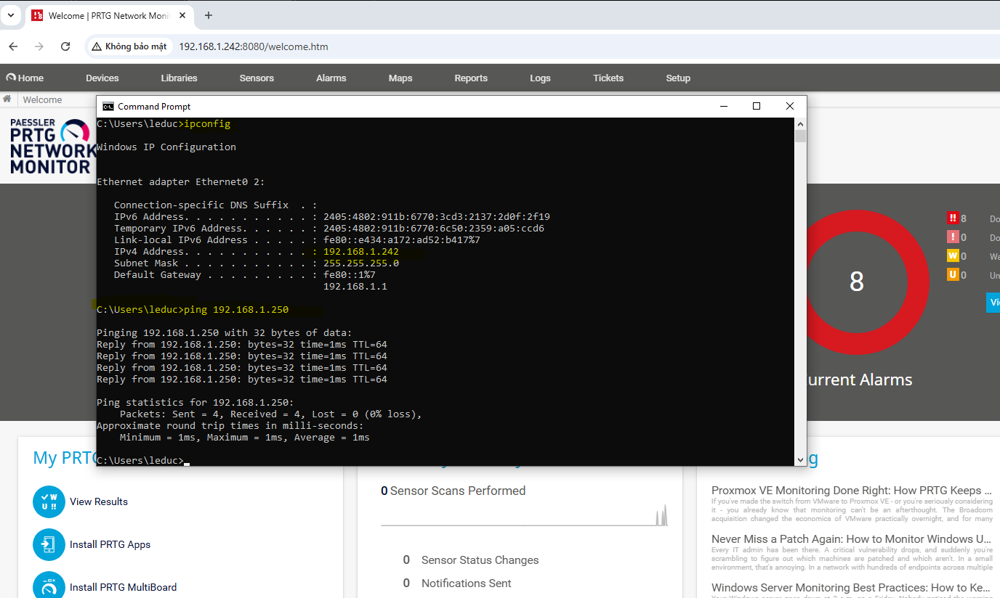 Welcome | PRTG Network Moni
Không bảo mật
192.168.1.242:8080/welcome.htm
Home Devices Libraries Sensors Alarms Maps Reports Logs Tickets Setup
Welcome
PAESSLER
PRTG
NETWORK
MONITOR
Command Prompt
C:\Users\leduc>ipconfig
Windows IP Configuration
Ethernet adapter Ethernet0 2:
Connection-specific DNS Suffix . :
IPv6 Address. . . . . . . . . . . : 2405:4802:911b:6770:3cd3:2137:2d0f:2f19
Temporary IPv6 Address. . . . . . : 2405:4802:911b:6770:6c50:2359:a05:ccd6
Link-local IPv6 Address . . . . . : fe80::e434:a172:ad52:b417%7
IPv4 Address. . . . . . . . . . . : 192.168.1.242
Subnet Mask . . . . . . . . . . . : 255.255.255.0
Default Gateway . . . . . . . . . : fe80::1%7
192.168.1.1
C:\Users\leduc>ping 192.168.1.250
Pinging 192.168.1.250 with 32 bytes of data:
Reply from 192.168.1.250: bytes=32 time=1ms TTL=64
Reply from 192.168.1.250: bytes=32 time=1ms TTL=64
Reply from 192.168.1.250: bytes=32 time=1ms TTL=64
Reply from 192.168.1.250: bytes=32 time=1ms TTL=64
Ping statistics for 192.168.1.250:
Packets: Sent = 4, Received = 4, Lost = 0 (0% loss),
Approximate round trip times in milli-seconds:
Minimum = 1ms, Maximum = 1ms, Average = 1ms
C:\Users\leduc>
8
urrent Alarms
!! 8 Do
! 0 Do
W 0 Wa
U 0 Un
Vi
My PRTG
View Results
Install PRTG Apps
Install PRTG MultiBoard
0 Sensor Scans Performed
0 Sensor Status Changes
0 Notifications Sent
g
Proxmox VE Monitoring Done Right: How PRTG Keeps ...
If you've made the switch from VMware to Proxmox VE - or you're seriously considering
it - you already know that monitoring can't be an afterthought. The Broadcom
acquisition changed the economics of VMware practically overnight, and for many
Never Miss a Patch Again: How to Monitor Windows U...
Every IT admin has been there. A critical vulnerability drops, and suddenly you're
scrambling to figure out which machines are patched and which aren't. In a small
environment, that's annoying. In a network with hundreds of endpoints across multiple
Windows Server Monitoring Best Practices: How to Ke...